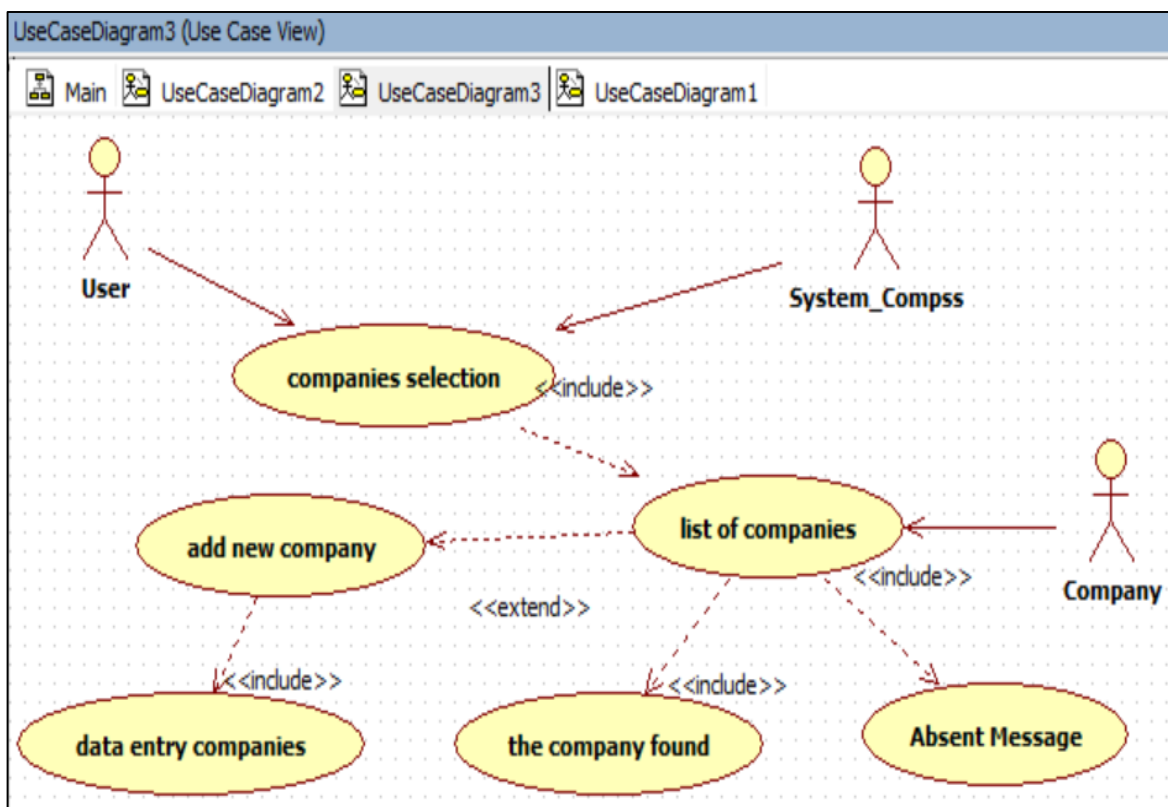 UseCaseDiagram3 (Use Case View)
Main UseCaseDiagram2 UseCaseDiagram3 UseCaseDiagram1
User
System_Compss
companies selection
<<include>>
list of companies
add new company
<<include>>
Company
<<extend>>
<<include>>
<<include>>
data entry companies
the company found
Absent Message